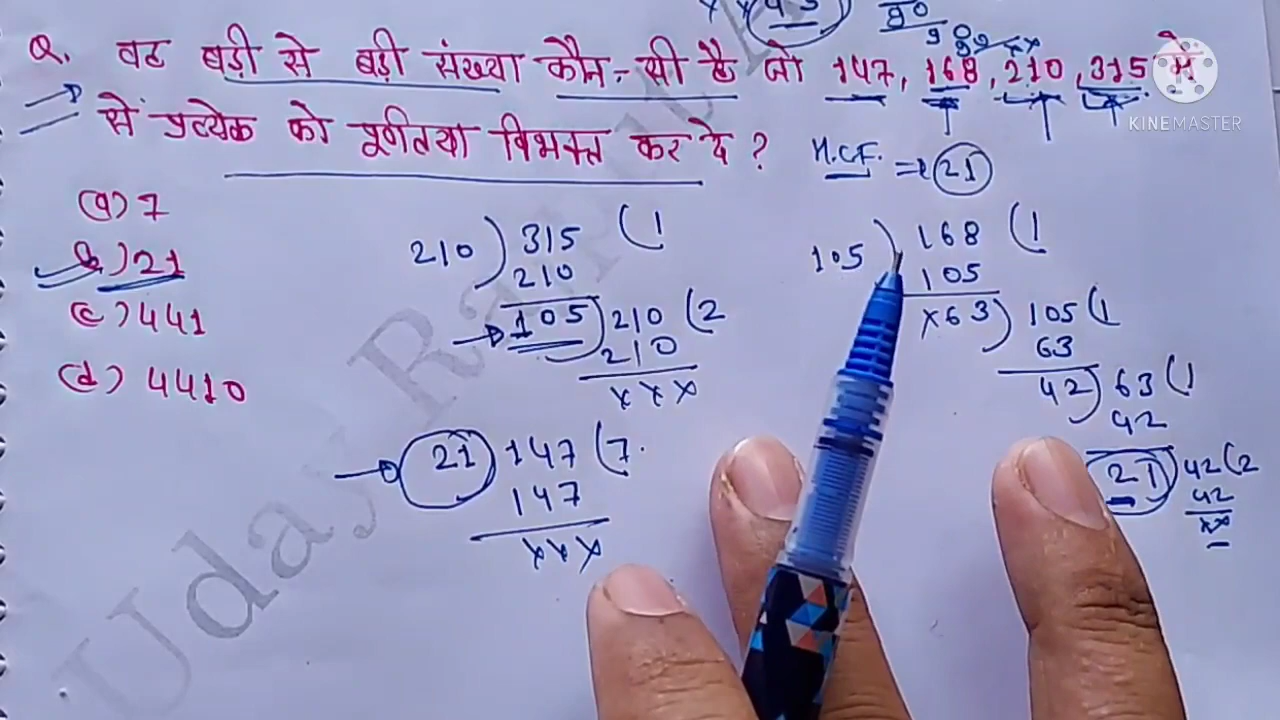 Q. वह बड़ी से बड़ी संख्या कौन-सी है जो 147, 168, 210, 315 में
से प्रत्येक को पूर्णतया विभक्त कर दे ?
H.C.F. = 21
(a) 7
(b) 21
(c) 441
(d) 4410
210 ) 315 ( 1
210
105 ) 210 ( 2
210
x x x
21 ) 147 ( 7
147
x x x
105 ) 168 ( 1
105
x63 ) 105 ( 1
63
42 ) 63 ( 1
42
21 ) 42 ( 2
42
xx
KINEMASTER